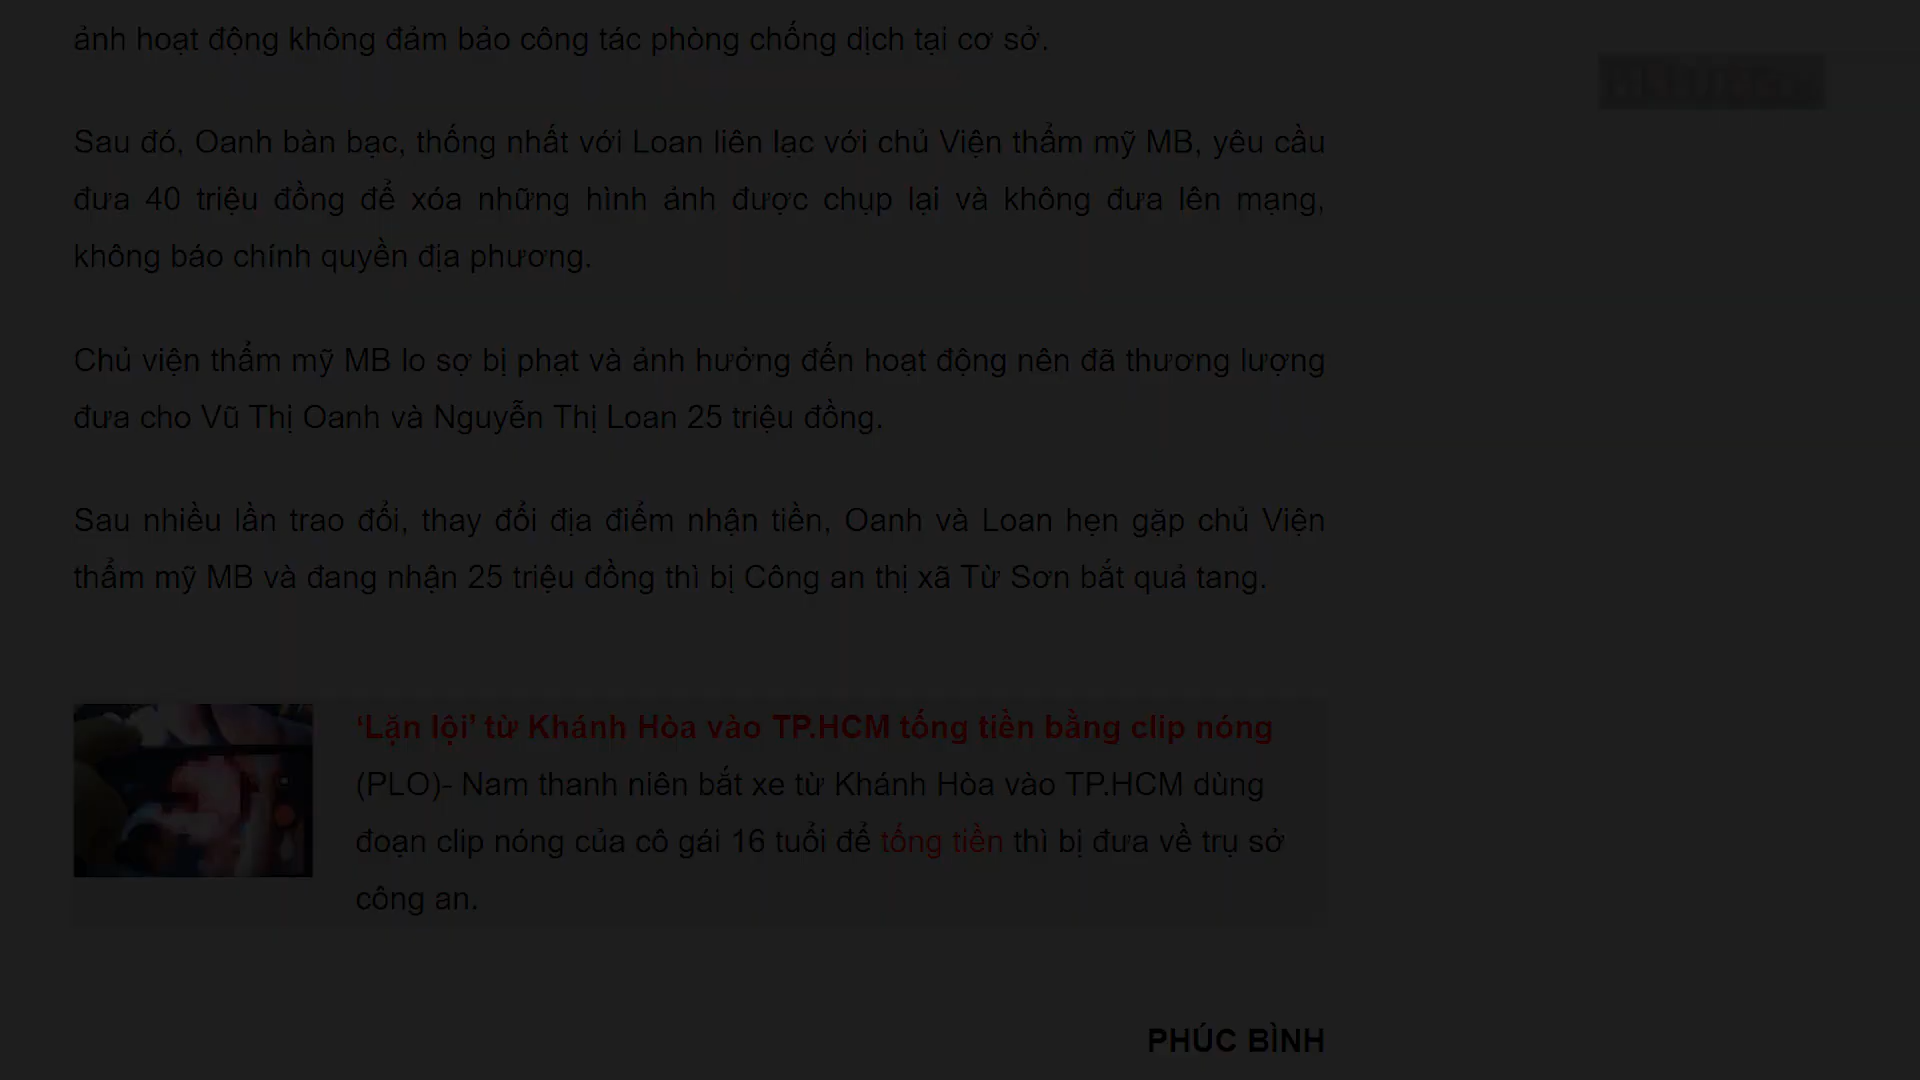 ảnh hoạt động không đảm bảo công tác phòng chống dịch tại cơ sở.
Sau đó, Oanh bàn bạc, thống nhất với Loan liên lạc với chủ Viện thẩm mỹ MB, yêu cầu
đưa 40 triệu đồng để xóa những hình ảnh được chụp lại và không đưa lên mạng,
không báo chính quyền địa phương.
Chủ viện thẩm mỹ MB lo sợ bị phạt và ảnh hưởng đến hoạt động nên đã thương lượng
đưa cho Vũ Thị Oanh và Nguyễn Thị Loan 25 triệu đồng.
Sau nhiều lần trao đổi, thay đổi địa điểm nhận tiền, Oanh và Loan hẹn gặp chủ Viện
thẩm mỹ MB và đang nhận 25 triệu đồng thì bị Công an thị xã Từ Sơn bắt quả tang.
‘Lặn lội’ từ Khánh Hòa vào TP.HCM tống tiền bằng clip nóng
(PLO)- Nam thanh niên bắt xe từ Khánh Hòa vào TP.HCM dùng
đoạn clip nóng của cô gái 16 tuổi để tống tiền thì bị đưa về trụ sở
công an.
PHÚC BÌNH